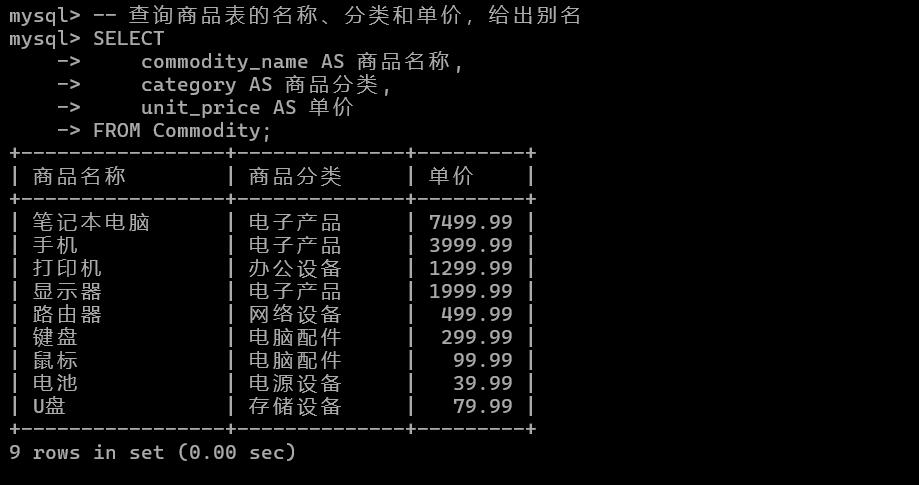 mysql> -- 查询商品表的名称、分类和单价，给出别名
mysql> SELECT
    ->     commodity_name AS 商品名称,
    ->     category AS 商品分类,
    ->     unit_price AS 单价
    -> FROM Commodity;
+-----------------+--------------+---------+
| 商品名称        | 商品分类     | 单价    |
+-----------------+--------------+---------+
| 笔记本电脑      | 电子产品     | 7499.99 |
| 手机            | 电子产品     | 3999.99 |
| 打印机          | 办公设备     | 1299.99 |
| 显示器          | 电子产品     | 1999.99 |
| 路由器          | 网络设备     |  499.99 |
| 键盘            | 电脑配件     |  299.99 |
| 鼠标            | 电脑配件     |   99.99 |
| 电池            | 电源设备     |   39.99 |
| U盘             | 存储设备     |   79.99 |
+-----------------+--------------+---------+
9 rows in set (0.00 sec)